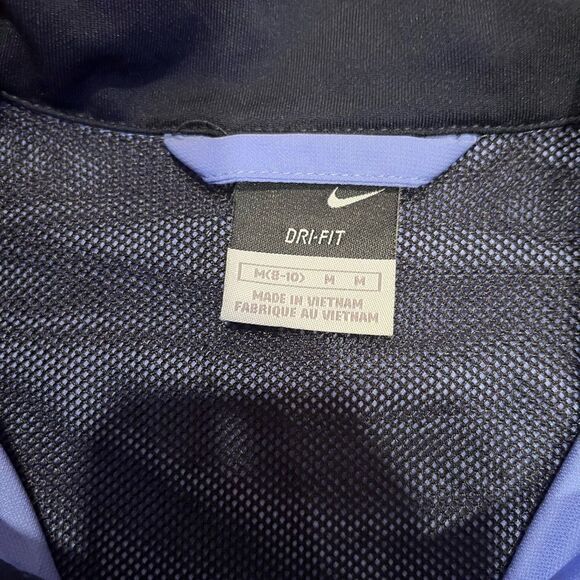 DRI-FIT
M(8-10) M M
MADE IN VIETNAM
FABRIQUE AU VIETNAM